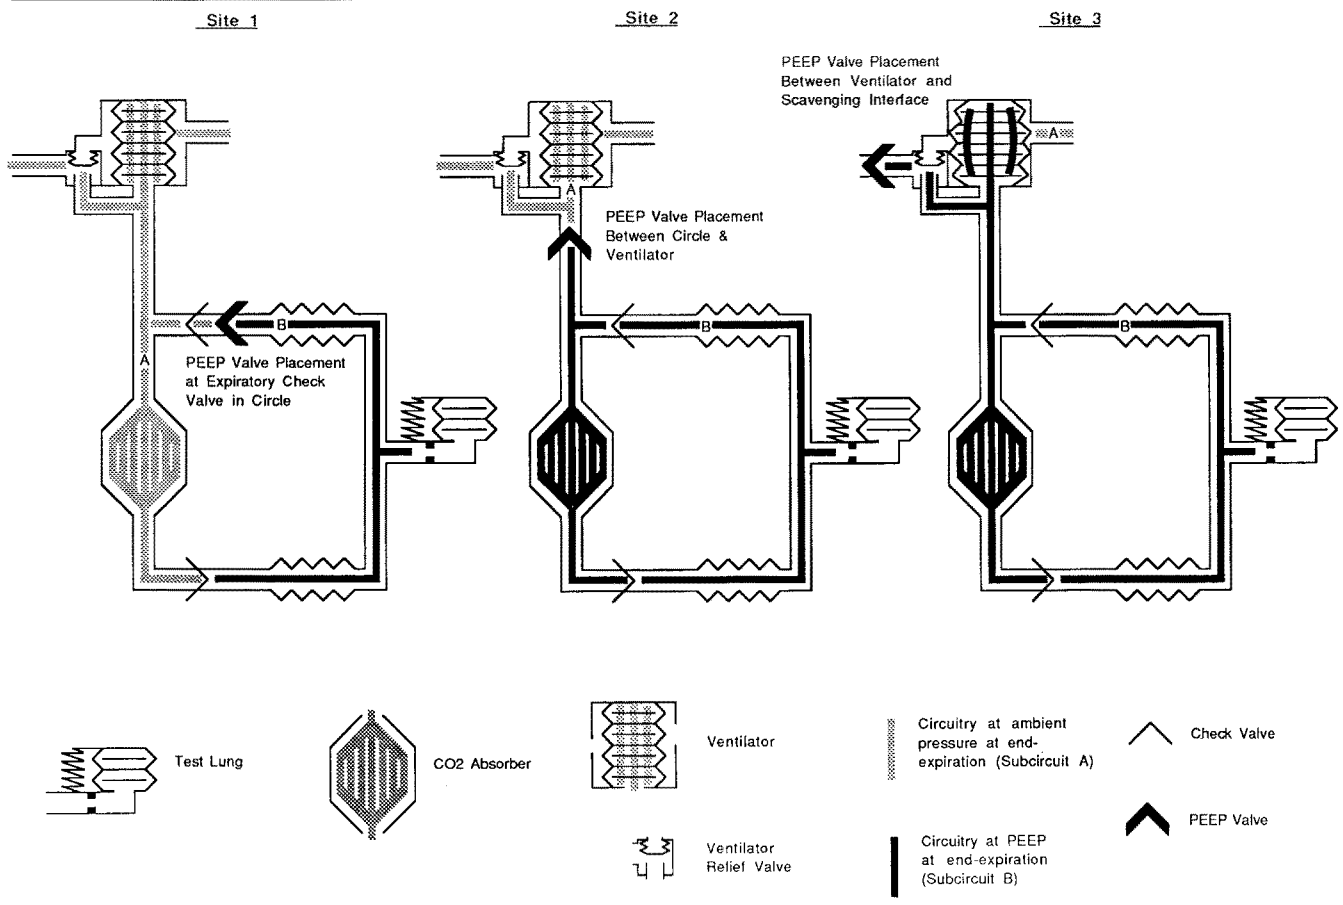 Site 1
Site 2
Site 3
PEEP Valve Placement
Between Ventilator and
Scavenging Interface
A
A
PEEP Valve Placement
Between Circle &
Ventilator
B
B
B
A
PEEP Valve Placement
at Expiratory Check
Valve in Circle
Test Lung
CO2 Absorber
Ventilator
Ventilator
Relief Valve
Circuitry at ambient
pressure at end-
expiration (Subcircuit A)
Circuitry at PEEP
at end-expiration
(Subcircuit B)
Check Valve
PEEP Valve